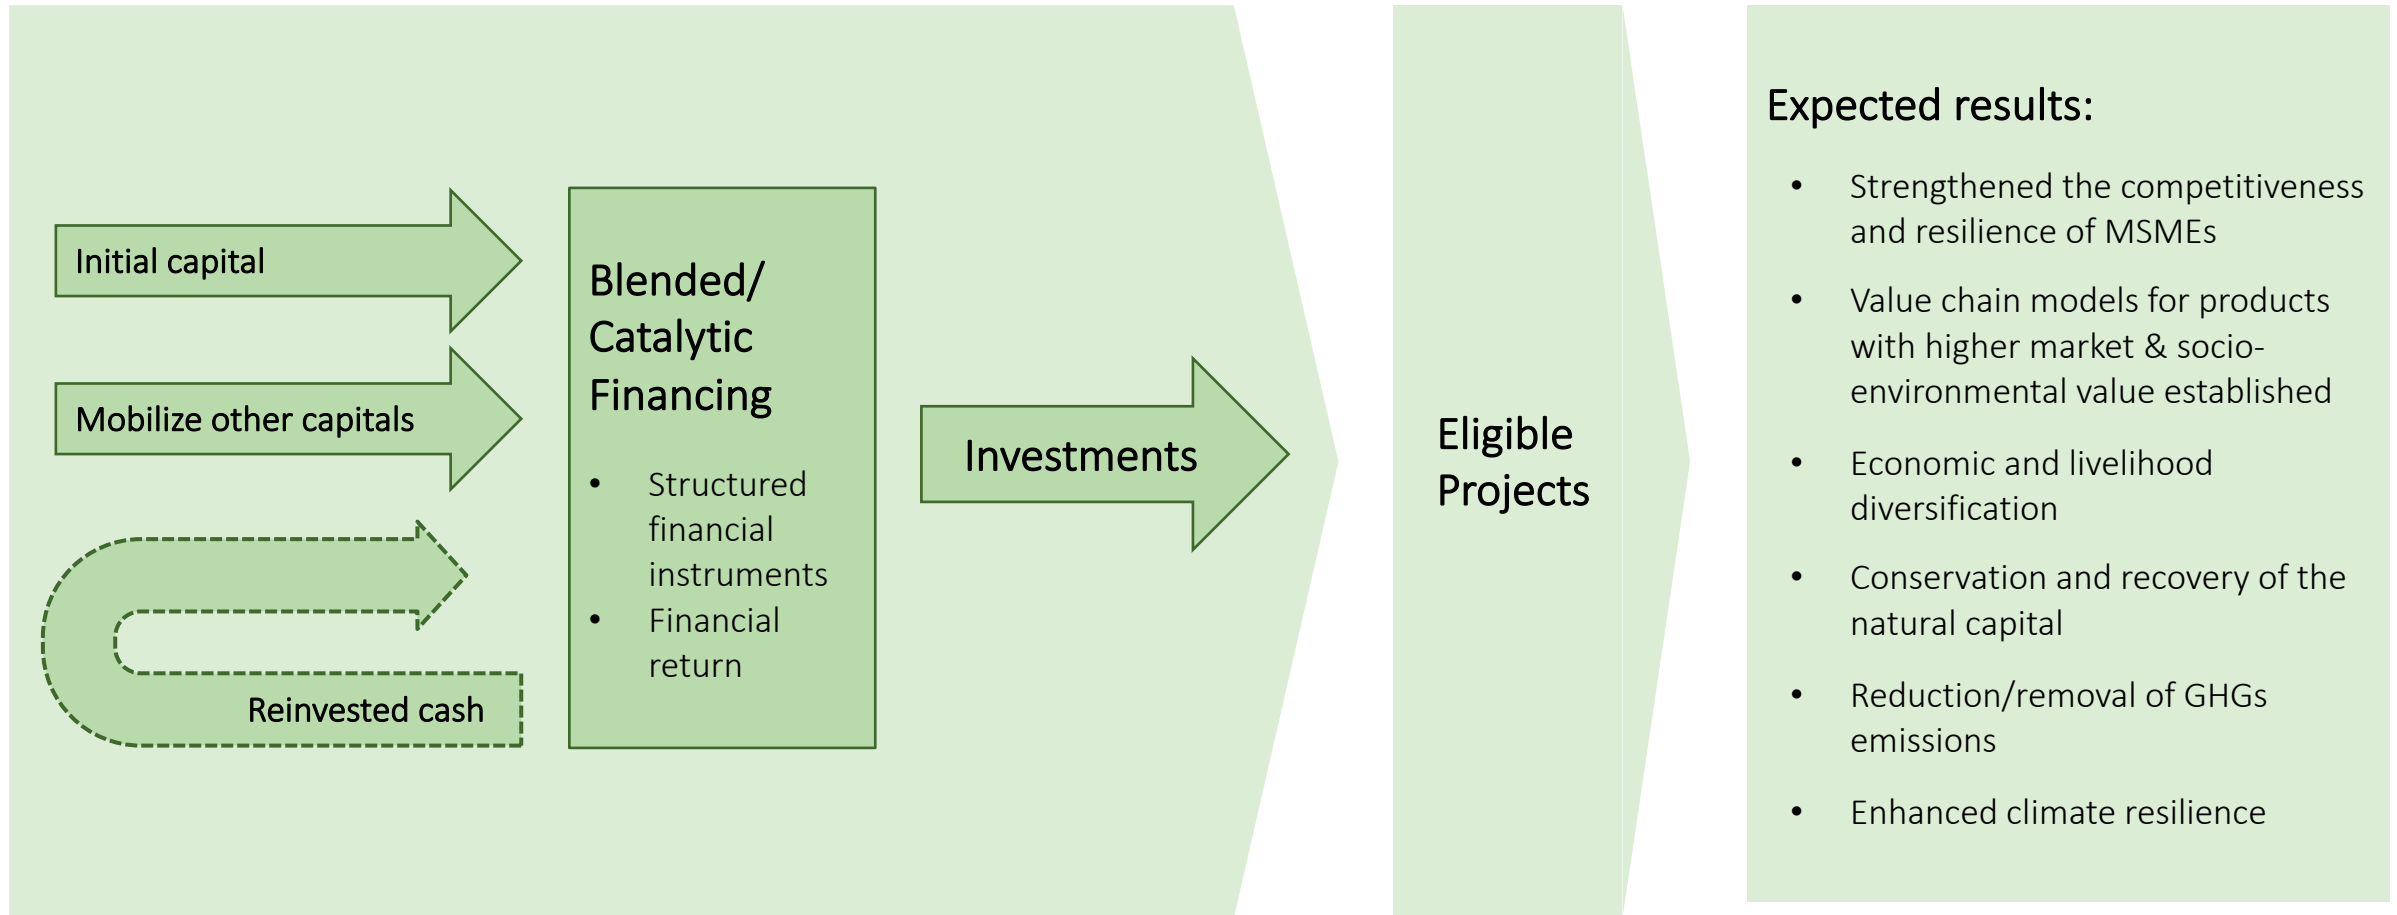 Initial capital
Mobilize other capitals
Reinvested cash
Blended/
Catalytic
Financing
• Structured
financial
instruments
• Financial
return
Investments
Eligible
Projects
Expected results:
• Strengthened the competitiveness
and resilience of MSMEs
• Value chain models for products
with higher market & socio-
environmental value established
• Economic and livelihood
diversification
• Conservation and recovery of the
natural capital
• Reduction/removal of GHGs
emissions
• Enhanced climate resilience